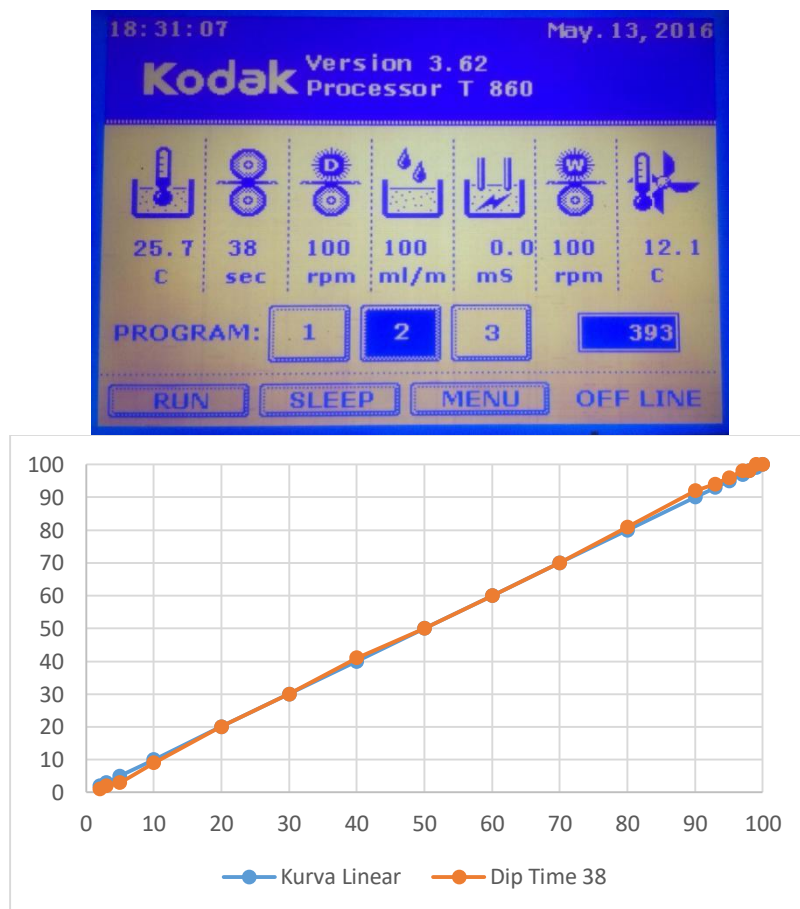 18:31:07 May.13,2016
Kodak Version 3.62
Processor T 860
D W
25.7 38 100 100 0.0 100 12.1
C sec rpm ml/m mS rpm C
PROGRAM: 1 2 3 393
RUN SLEEP MENU OFF LINE
100
90
80
70
60
50
40
30
20
10
0
0 10 20 30 40 50 60 70 80 90 100
Kurva Linear Dip Time 38